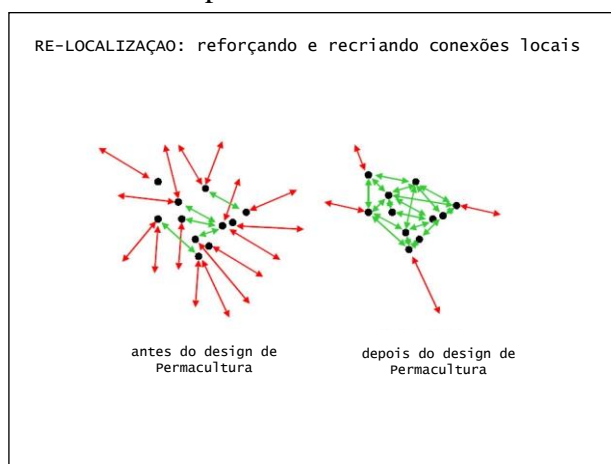 RE-LOCALIZAÇAO: reforçando e recriando conexões locais
antes do design de
Permacultura
depois do design de
Permacultura